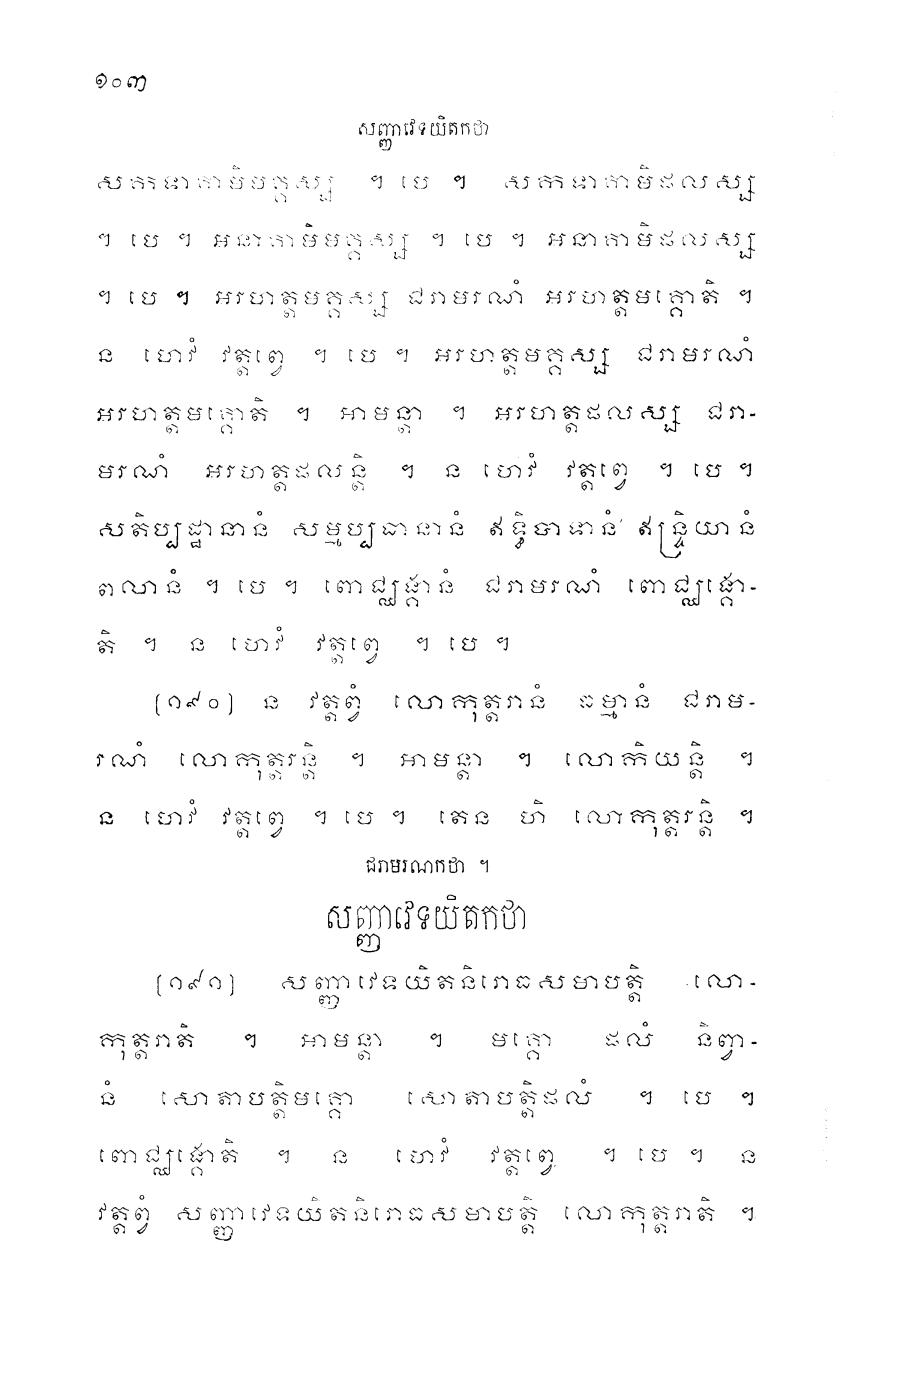 ១០៣
សញ្ញាវេទយិតកថា
សកទាគាមិមគ្គស្ស ។ បេ ។ សកទាគាមិផលស្ស
។ បេ ។ អនាគាមិមគ្គស្ស ។ បេ ។ អនាគាមិផលស្ស
។ បេ ។ អរហត្តមគ្គស្ស ជរាមរណំ អរហត្តមគ្គោតិ ។
ន ហេវំ វត្តព្វេ ។ បេ ។ អរហត្តមគ្គស្ស ជរាមរណំ
អរហត្តមគ្គោតិ ។ អាមន្តា ។ អរហត្តផលស្ស ជរា-
មរណំ អរហត្តផលន្តិ ។ ន ហេវំ វត្តព្វេ ។ បេ ។
សតិប្បដ្ឋានានំ សម្មប្បធានានំ ឥទ្ធិបាទានំ ឥន្ទ្រិយានំ
ពលានំ ។ បេ ។ ពោជ្ឈង្គានំ ជរាមរណំ ពោជ្ឈង្គោ-
តិ ។ ន ហេវំ វត្តព្វេ ។ បេ ។
[១៩០] ន វត្តព្វំ លោកុត្តរានំ ធម្មានំ ជរាម-
រណំ លោកុត្តរន្តិ ។ អាមន្តា ។ លោកិយន្តិ ។
ន ហេវំ វត្តព្វេ ។ បេ ។ តេន ហិ លោកុត្តរន្តិ ។
ជរាមរណកថា ។
សញ្ញាវេទយិតកថា
[១៩១] សញ្ញាវេទយិតនិរោធសមាបត្តិ លោ-
កុត្តរាតិ ។ អាមន្តា ។ មគ្គោ ផលំ និព្វា-
នំ សោតាបត្តិមគ្គោ សោតាបត្តិផលំ ។ បេ ។
ពោជ្ឈង្គោតិ ។ ន ហេវំ វត្តព្វេ ។ បេ ។ ន
វត្តព្វំ សញ្ញាវេទយិតនិរោធសមាបត្តិ លោកុត្តរាតិ ។